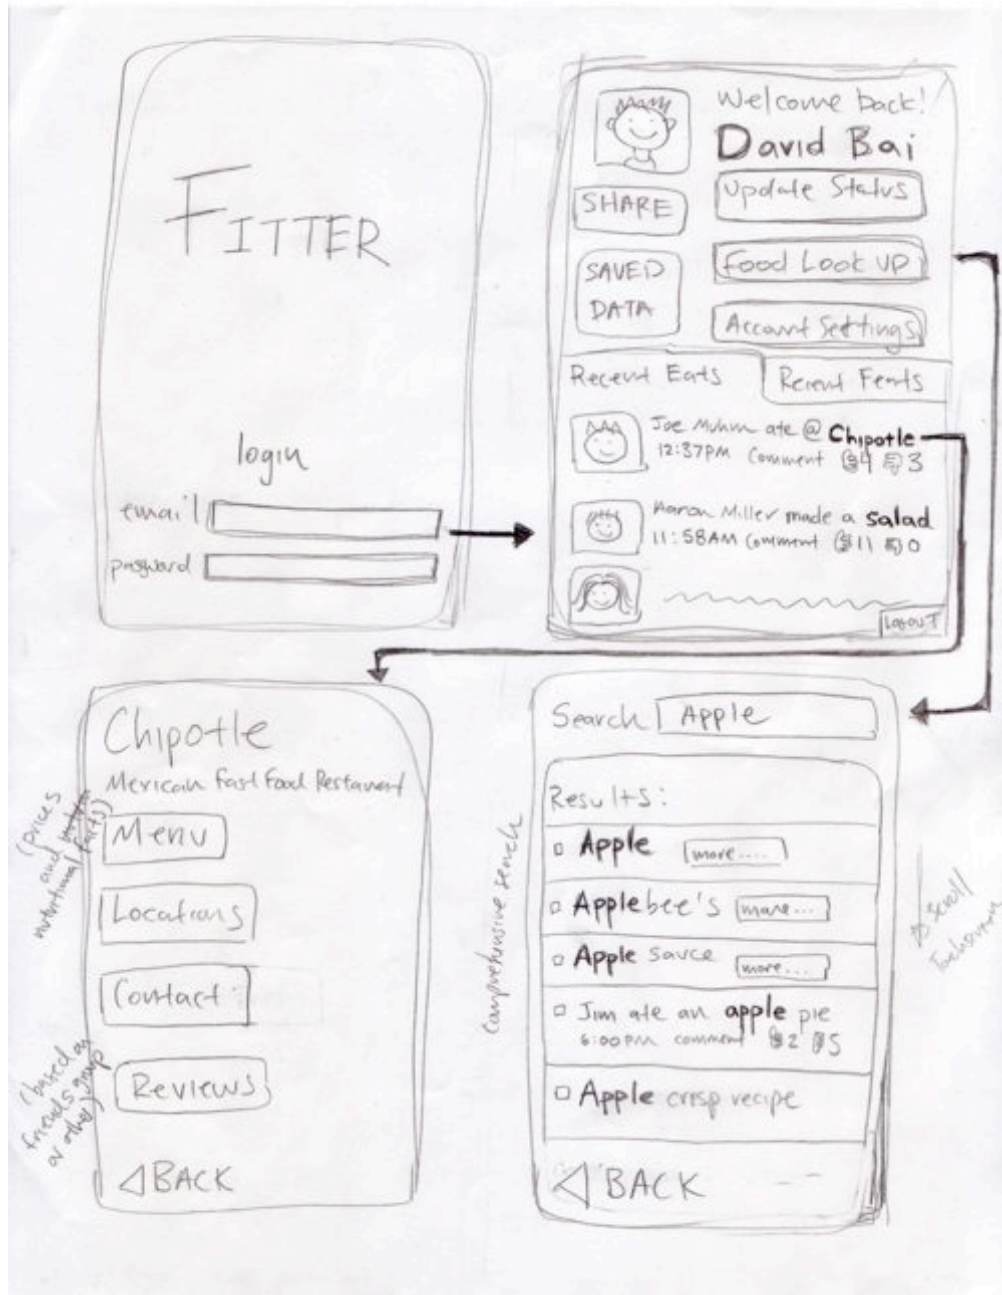 FITTER
login
email
password
Welcome back!
David Bai
Update Status
SHARE
Food Look up
SAVED
DATA
Account Settings
Recent Eats
Recent Feats
Joe ate @ Chipotle
12:37PM Comment 4 3
Aaron Miller made a Salad
11:58AM Comment 11 0
LOGOUT
Chipotle
Mexican Fast Food Restaurant
(prices
and
nutritional facts)
Menu
Locations
Contact
(based on
friends
or other group
Reviews
BACK
Search Apple
comprehensive search
Results:
Apple more....
Applebee's more...
Apple sauce more...
Jim ate an apple pie
6:00PM comment 2 5
Apple crisp recipe
scroll
BACK